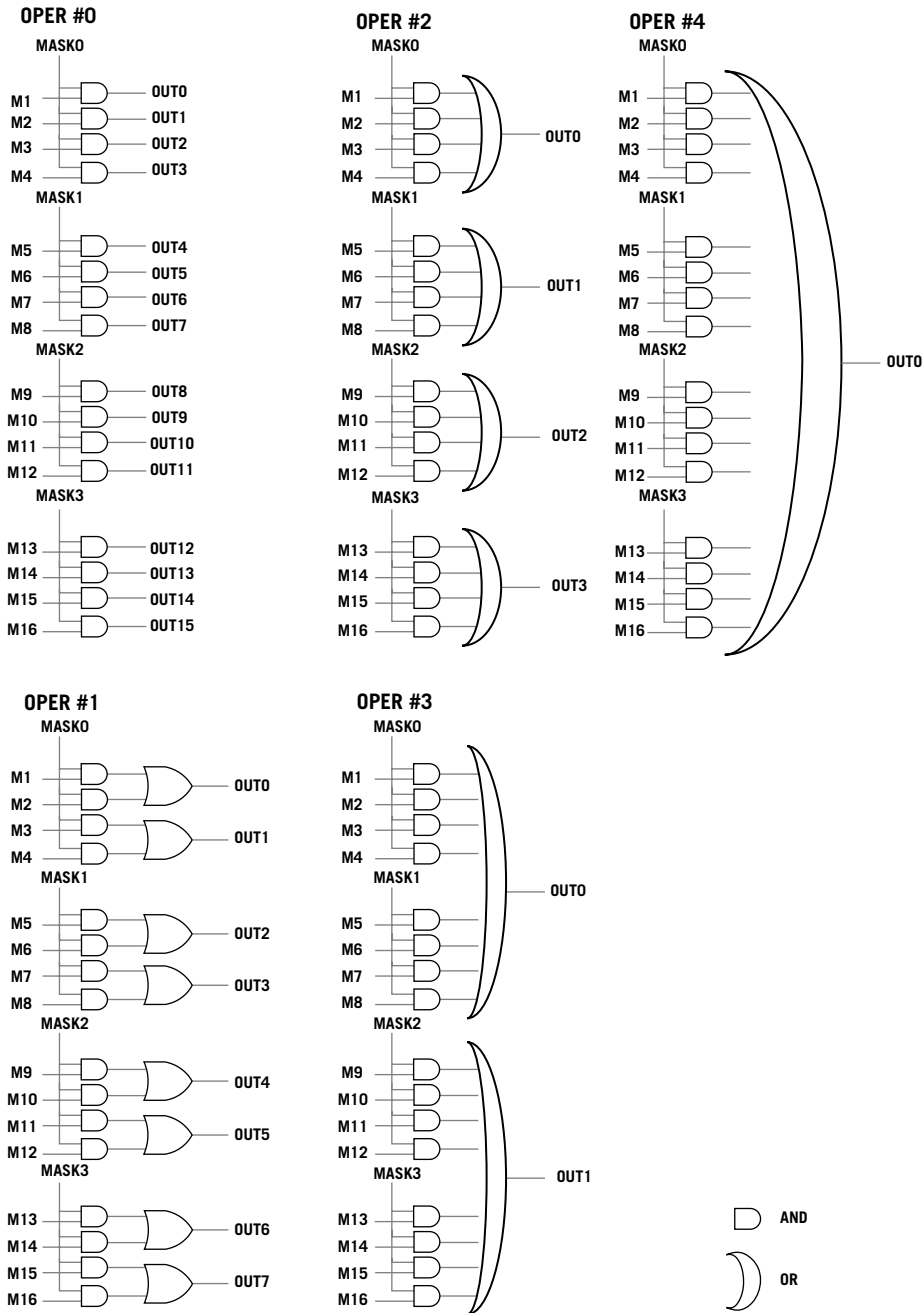 OPER #0
MASK0
M1
OUT0
M2
OUT1
M3
OUT2
M4
OUT3
MASK1
M5
OUT4
M6
OUT5
M7
OUT6
M8
OUT7
MASK2
M9
OUT8
M10
OUT9
M11
OUT10
M12
OUT11
MASK3
M13
OUT12
M14
OUT13
M15
OUT14
M16
OUT15
OPER #2
MASK0
M1
M2
M3
M4
OUT0
MASK1
M5
M6
M7
M8
OUT1
MASK2
M9
M10
M11
M12
OUT2
MASK3
M13
M14
M15
M16
OUT3
OPER #4
MASK0
M1
M2
M3
M4
MASK1
M5
M6
M7
M8
MASK2
M9
M10
M11
M12
MASK3
M13
M14
M15
M16
OUT0
OPER #1
MASK0
M1
M2
OUT0
M3
M4
OUT1
MASK1
M5
M6
OUT2
M7
M8
OUT3
MASK2
M9
M10
OUT4
M11
M12
OUT5
MASK3
M13
M14
OUT6
M15
M16
OUT7
OPER #3
MASK0
M1
M2
M3
M4
MASK1
M5
M6
M7
M8
OUT0
MASK2
M9
M10
M11
M12
MASK3
M13
M14
M15
M16
OUT1
AND
OR